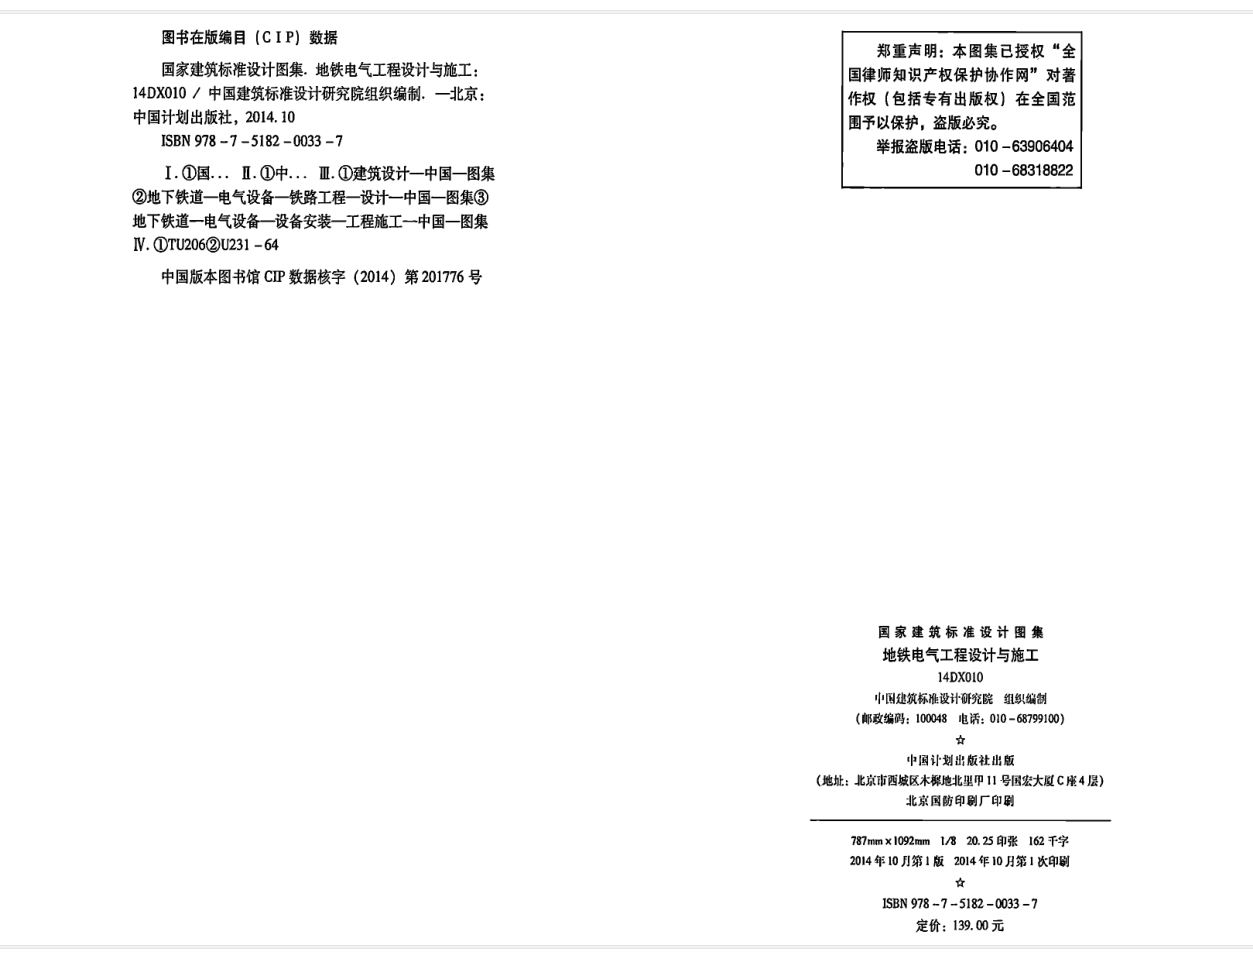 图书在版编目（CIP）数据
国家建筑标准设计图集. 地铁电气工程设计与施工：
14DX010 / 中国建筑标准设计研究院组织编制. —北京：
中国计划出版社，2014.10
ISBN 978-7-5182-0033-7
Ⅰ.①国... Ⅱ.①中... Ⅲ.①建筑设计—中国—图集
②地下铁道—电气设备—铁路工程—设计—中国—图集③
地下铁道—电气设备—设备安装—工程施工—中国—图集
Ⅳ.①TU206②U231-64
中国版本图书馆 CIP 数据核字（2014）第 201776 号
郑重声明：本图集已授权“全
国律师知识产权保护协作网”对著
作权（包括专有出版权）在全国范
围予以保护，盗版必究。
举报盗版电话：010-63906404
010-68318822
国家建筑标准设计图集
地铁电气工程设计与施工
14DX010
中国建筑标准设计研究院 组织编制
（邮政编码：100048 电话：010-68799100）
☆
中国计划出版社出版
（地址：北京市西城区木樨地北里甲 11 号国宏大厦 C 座 4 层）
北京国防印刷厂印刷
787mm×1092mm 1/8 20.25 印张 162 千字
2014 年 10 月第 1 版 2014 年 10 月第 1 次印刷
☆
ISBN 978-7-5182-0033-7
定价：139.00 元